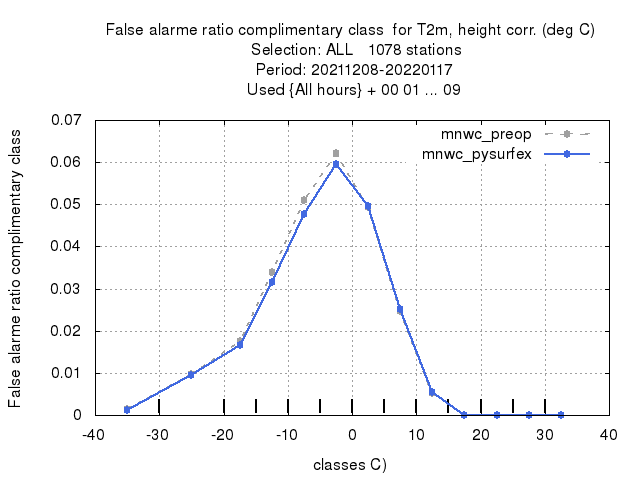 False alarme ratio complimentary class  for T2m, height corr. (deg C)
Selection: ALL   1078 stations
Period: 20211208-20220117
Used {All hours} + 00 01 ... 09
False alarme ratio complimentary class
0.07
0.06
0.05
0.04
0.03
0.02
0.01
0
mnwc_preop
mnwc_pysurfex
-40 -30 -20 -10 0 10 20 30 40
classes C)